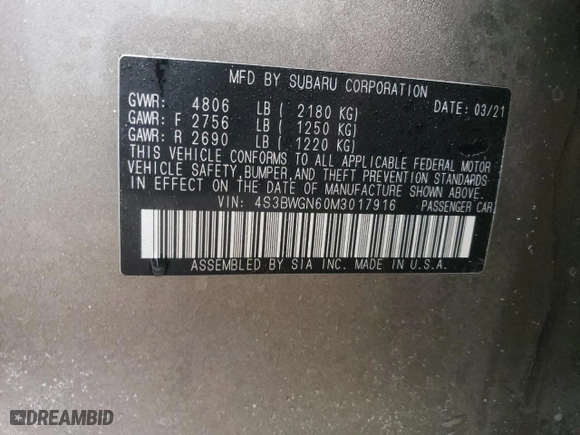 MFD BY SUBARU CORPORATION
GVWR: 4806 LB ( 2180 KG) DATE: 03/21
GAWR: F 2756 LB ( 1250 KG)
GAWR: R 2690 LB ( 1220 KG)
THIS VEHICLE CONFORMS TO ALL APPLICABLE FEDERAL MOTOR
VEHICLE SAFETY, BUMPER, AND THEFT PREVENTION STANDARDS
IN EFFECT ON THE DATE OF MANUFACTURE SHOWN ABOVE.
VIN: 4S3BWGN60M3017916 PASSENGER CAR
ASSEMBLED BY SIA INC. MADE IN U.S.A.
DREAMBID